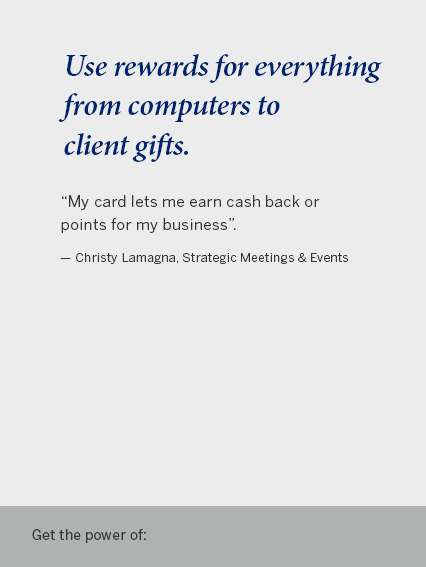 Use rewards for everything
from computers to
client gifts.
“My card lets me earn cash back or
points for my business”.
— Christy Lamagna, Strategic Meetings & Events
Get the power of: